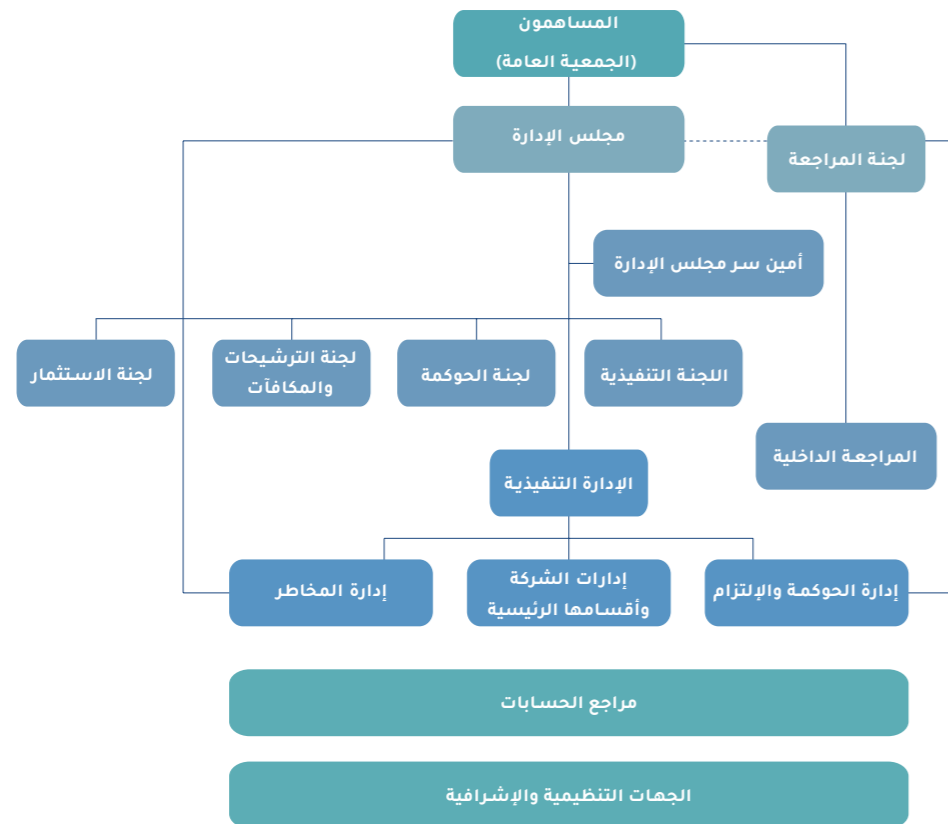 المساهمون
(الجمعية العامة)
مجلس الإدارة
لجنة المراجعة
أمين سر مجلس الإدارة
اللجنة التنفيذية
لجنة الحوكمة
لجنة الترشيحات
والمكافآت
لجنة الاستثمار
المراجعة الداخلية
الإدارة التنفيذية
إدارة الحوكمة والإلتزام
إدارات الشركة
وأقسامها الرئيسية
إدارة المخاطر
مراجع الحسابات
الجهات التنظيمية والإشرافية